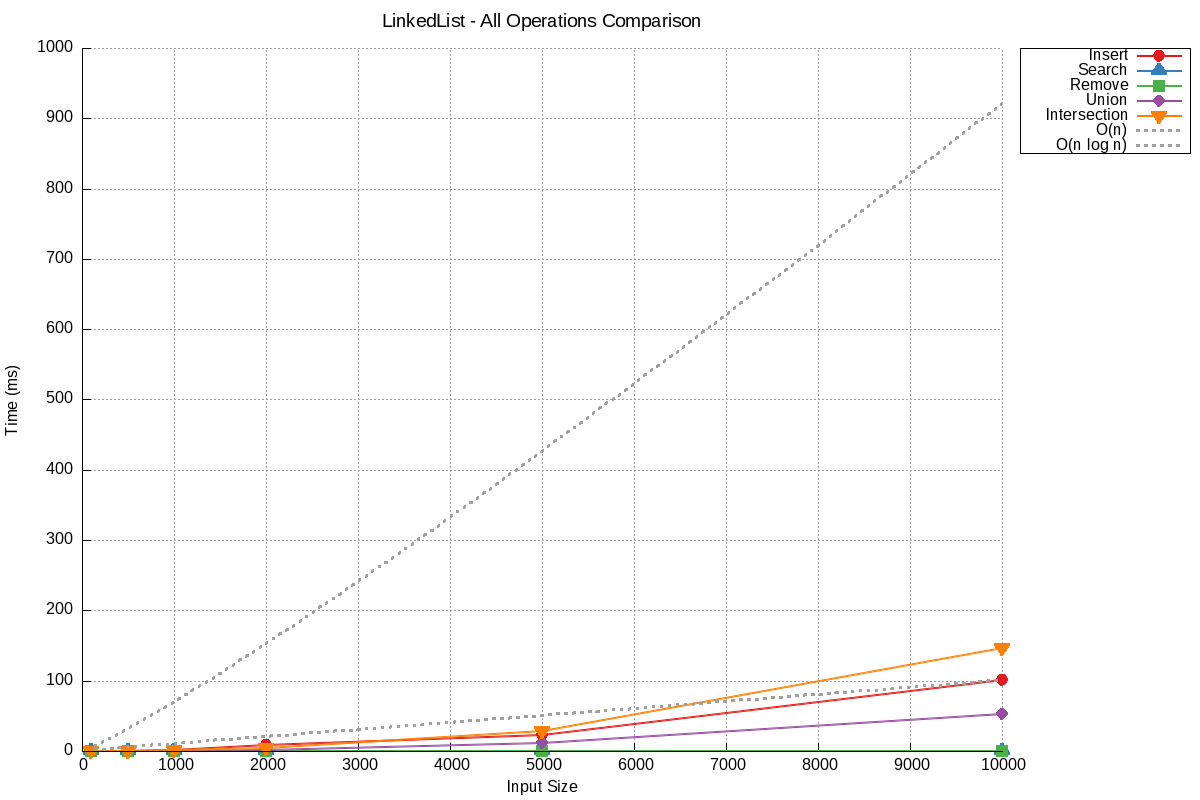 LinkedList - All Operations Comparison
1000
900
800
700
600
500
400
300
200
100
0
Time (ms)
0 1000 2000 3000 4000 5000 6000 7000 8000 9000 10000
Input Size
Insert
Search
Remove
Union
Intersection
O(n)
O(n log n)